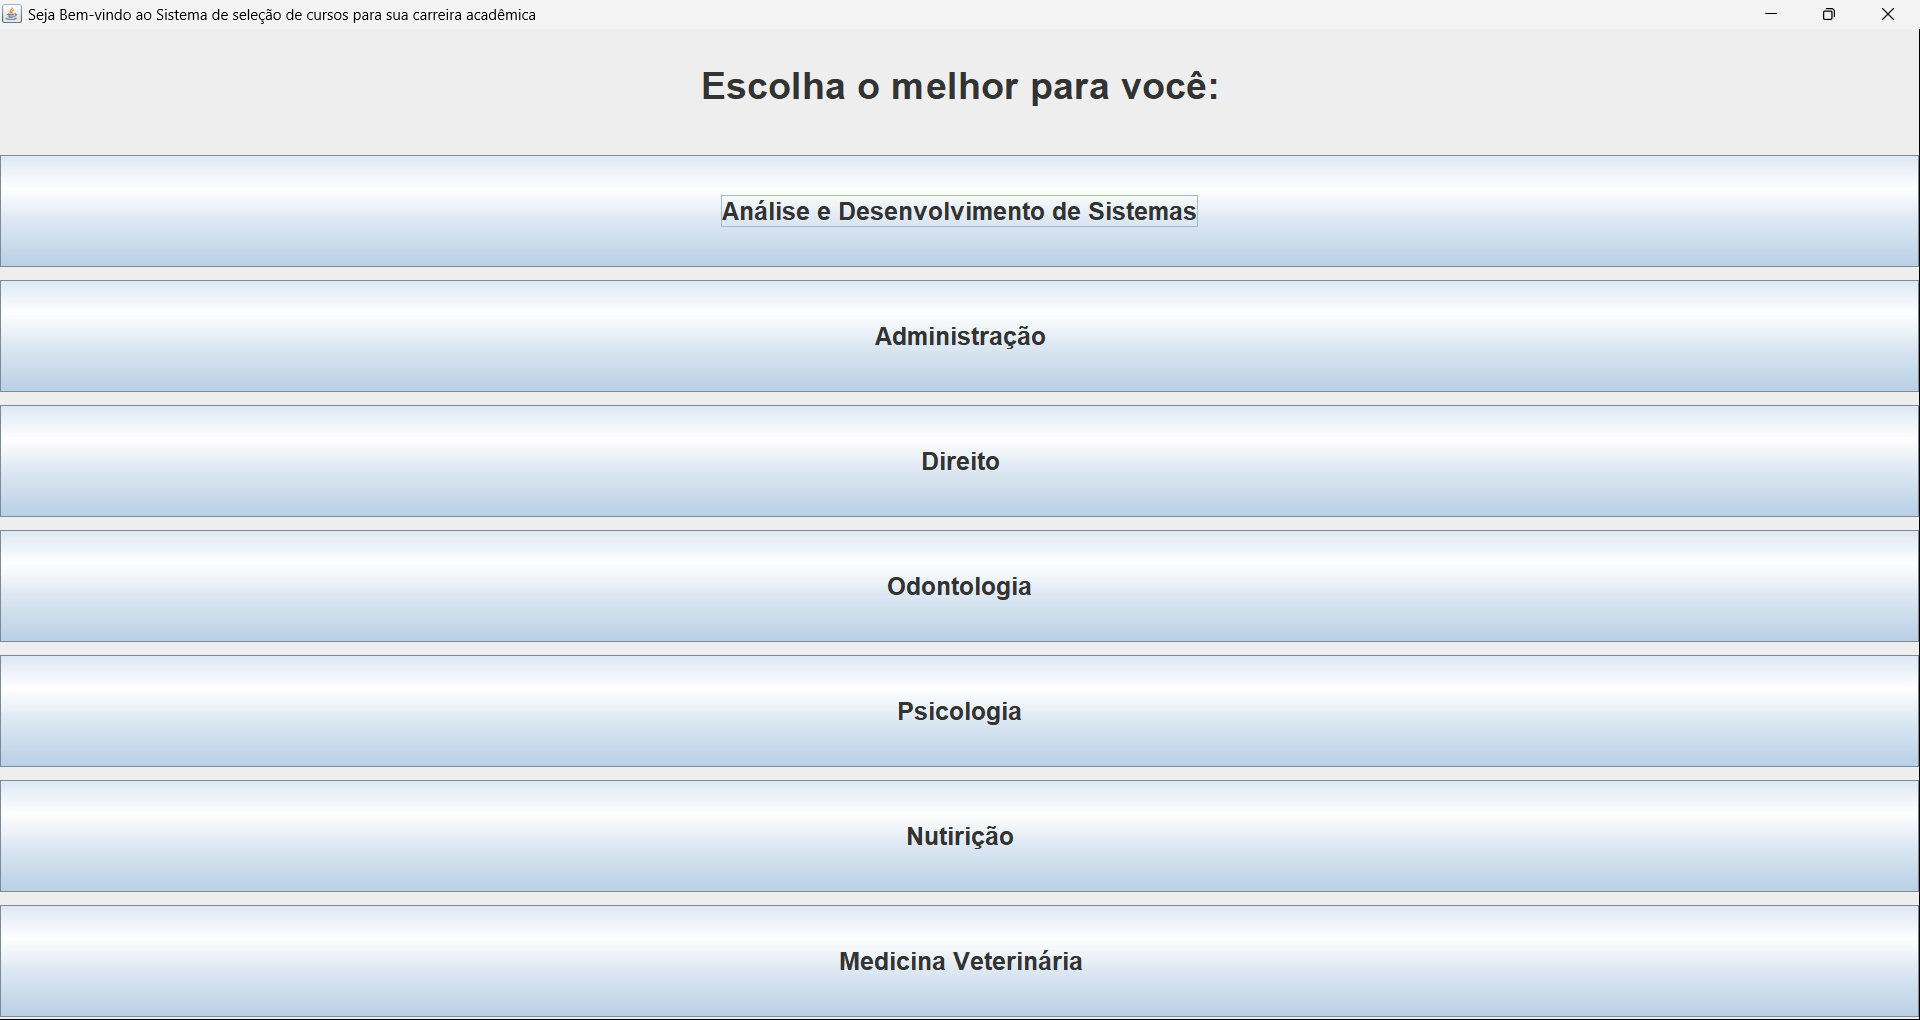 Seja Bem-vindo ao Sistema de seleção de cursos para sua carreira acadêmica
Escolha o melhor para você:
Análise e Desenvolvimento de Sistemas
Administração
Direito
Odontologia
Psicologia
Nutirição
Medicina Veterinária